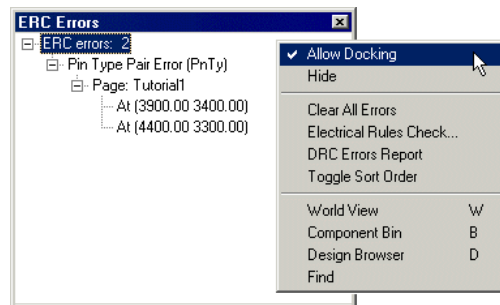 ERC Errors
ERC errors: 2
Pin Type Pair Error (PnTy)
Page: Tutorial1
At (3900.00 3400.00)
At (4400.00 3300.00)
Allow Docking
Hide
Clear All Errors
Electrical Rules Check...
DRC Errors Report
Toggle Sort Order
World View W
Component Bin B
Design Browser D
Find